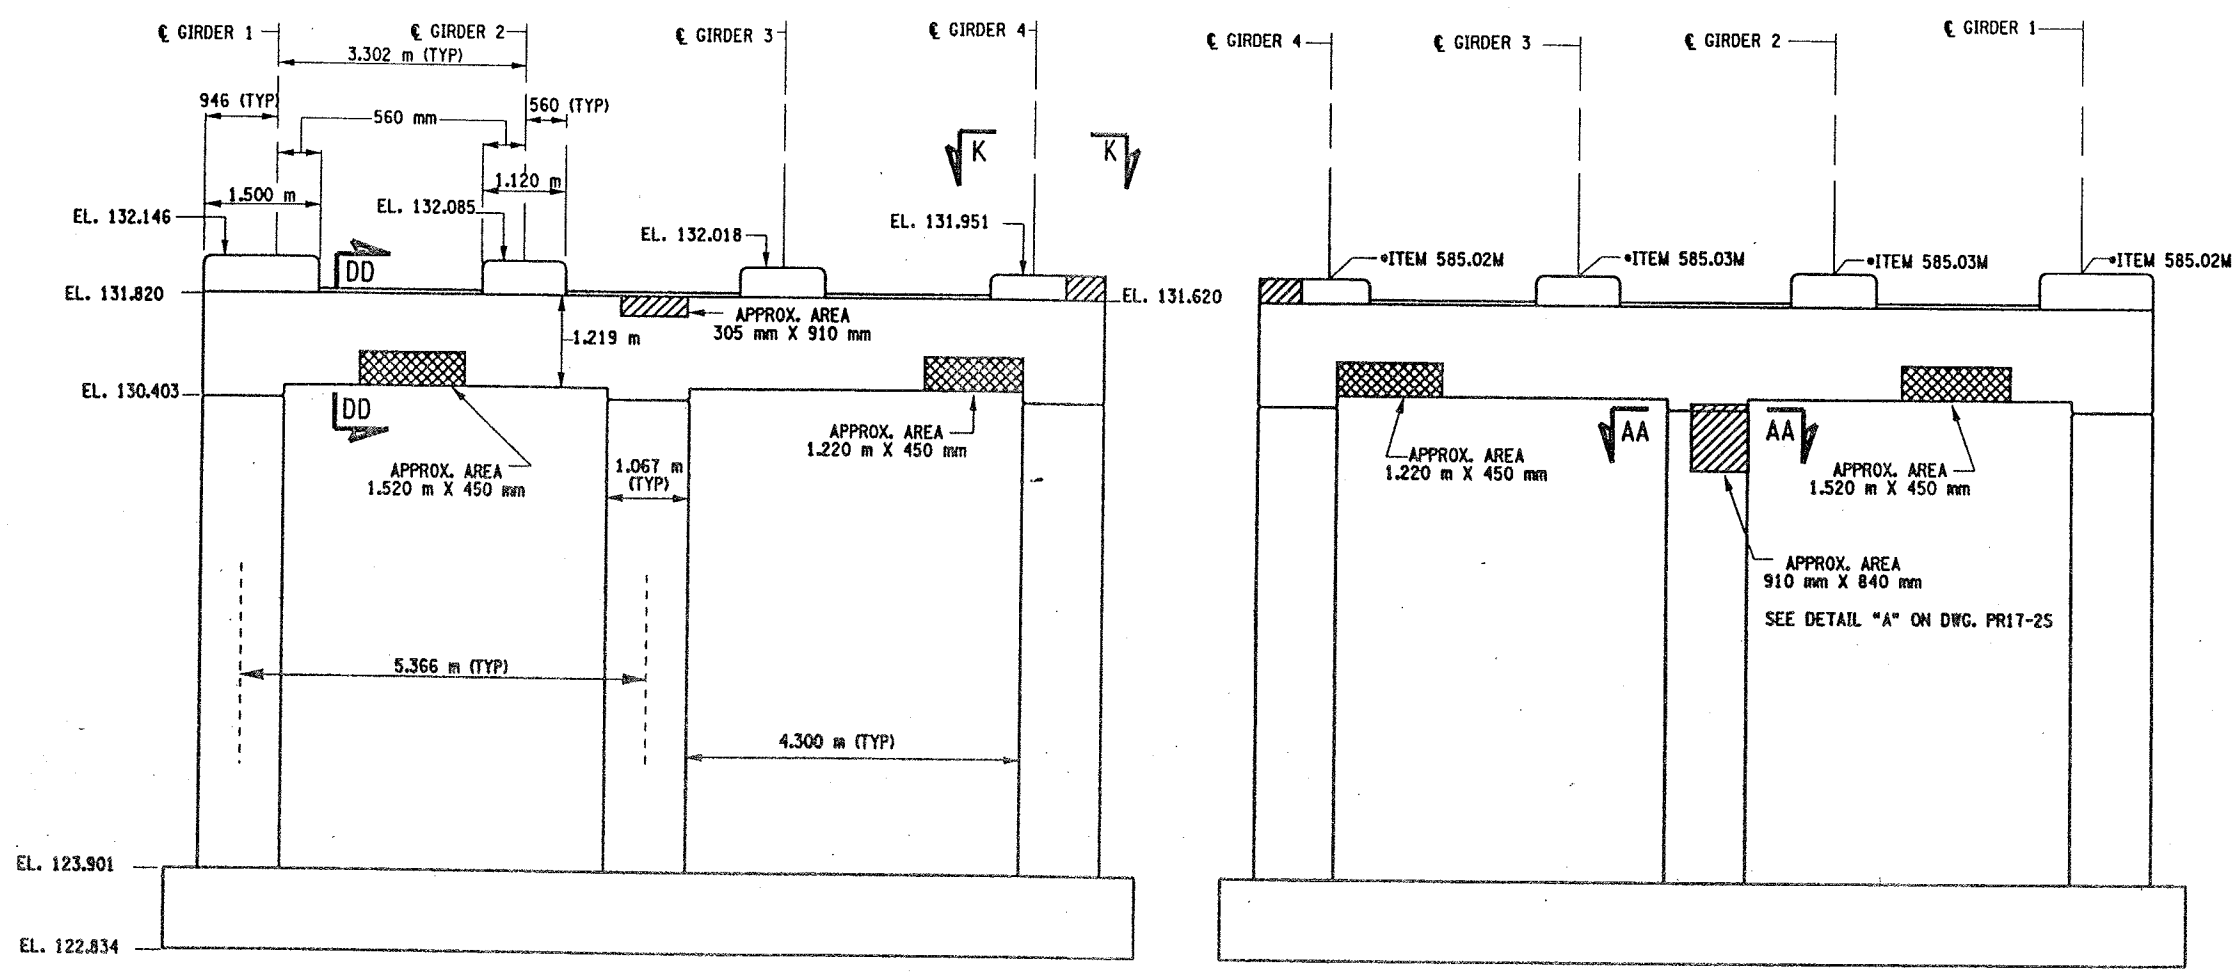 ℄ GIRDER 1
℄ GIRDER 2
℄ GIRDER 3
℄ GIRDER 4
℄ GIRDER 4
℄ GIRDER 3
℄ GIRDER 2
℄ GIRDER 1
3.302 m (TYP)
946 (TYP)
560 mm
560 (TYP)
K
K
1.500 m
1.120 m
EL. 132.146
EL. 132.085
EL. 132.018
EL. 131.951
DD
•ITEM 585.02M
•ITEM 585.03M
•ITEM 585.03M
•ITEM 585.02M
EL. 131.820
EL. 131.620
APPROX. AREA
305 mm X 910 mm
1.219 m
EL. 130.403
DD
APPROX. AREA
1.520 m X 450 mm
1.067 m
(TYP)
APPROX. AREA
1.220 m X 450 mm
APPROX. AREA
1.220 m X 450 mm
AA
AA
APPROX. AREA
1.520 m X 450 mm
APPROX. AREA
910 mm X 840 mm
SEE DETAIL "A" ON DWG. PR17-2S
5.366 m (TYP)
4.300 m (TYP)
EL. 123.901
EL. 122.834